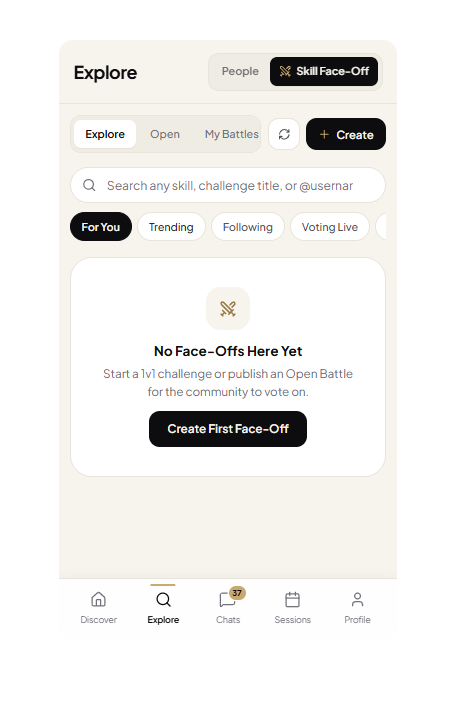 Explore
People
Skill Face-Off
Explore
Open
My Battles
Create
Search any skill, challenge title, or @usernar
For You
Trending
Following
Voting Live
No Face-Offs Here Yet
Start a 1v1 challenge or publish an Open Battle
for the community to vote on.
Create First Face-Off
37
Discover
Explore
Chats
Sessions
Profile